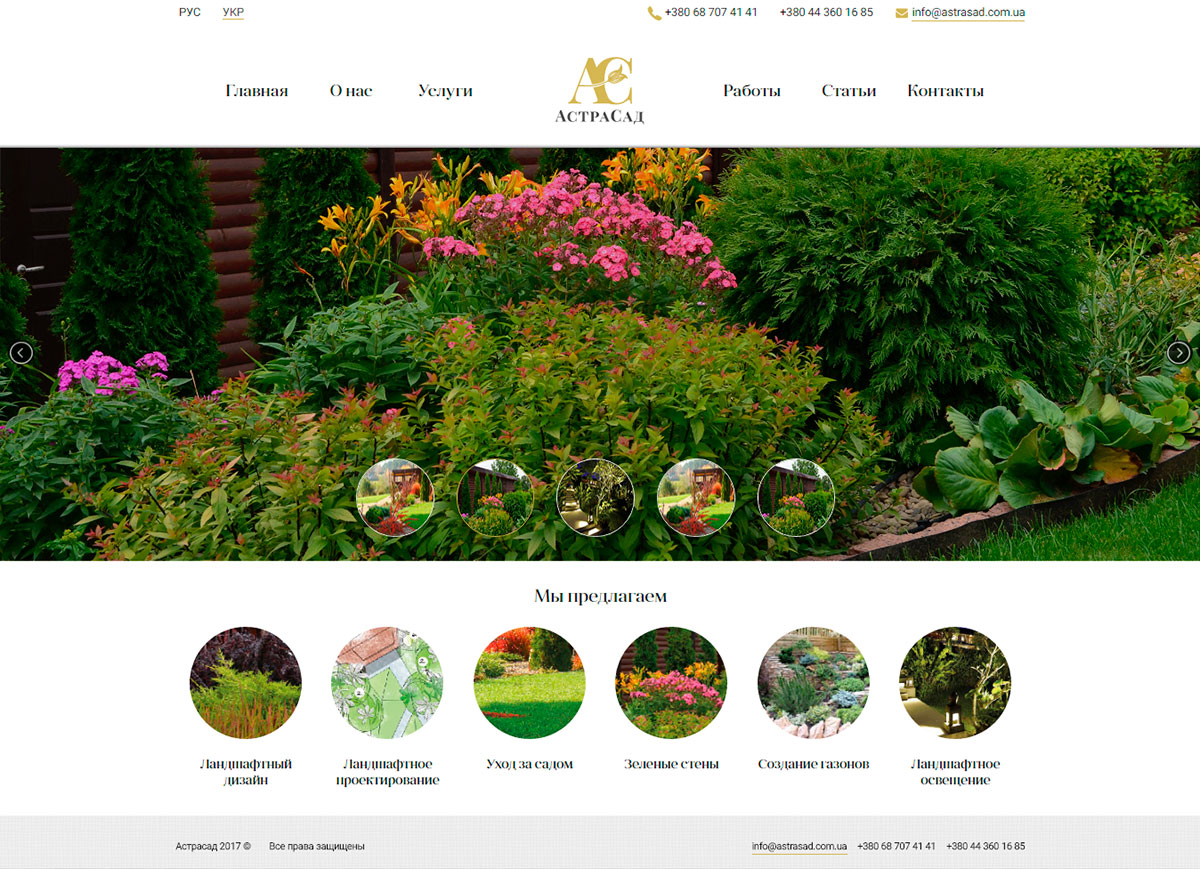 РУС УКР +380 68 707 41 41 +380 44 360 16 85 info@astrasad.com.ua
Главная О нас Услуги Работы Статьи Контакты
АС
АстраСад
Мы предлагаем
Ландшафтный
дизайн
Ландшафтное
проектирование
Уход за садом
Зеленые стены
Создание газонов
Ландшафтное
освещение
Астрасад 2017 © Все права защищены info@astrasad.com.ua +380 68 707 41 41 +380 44 360 16 85